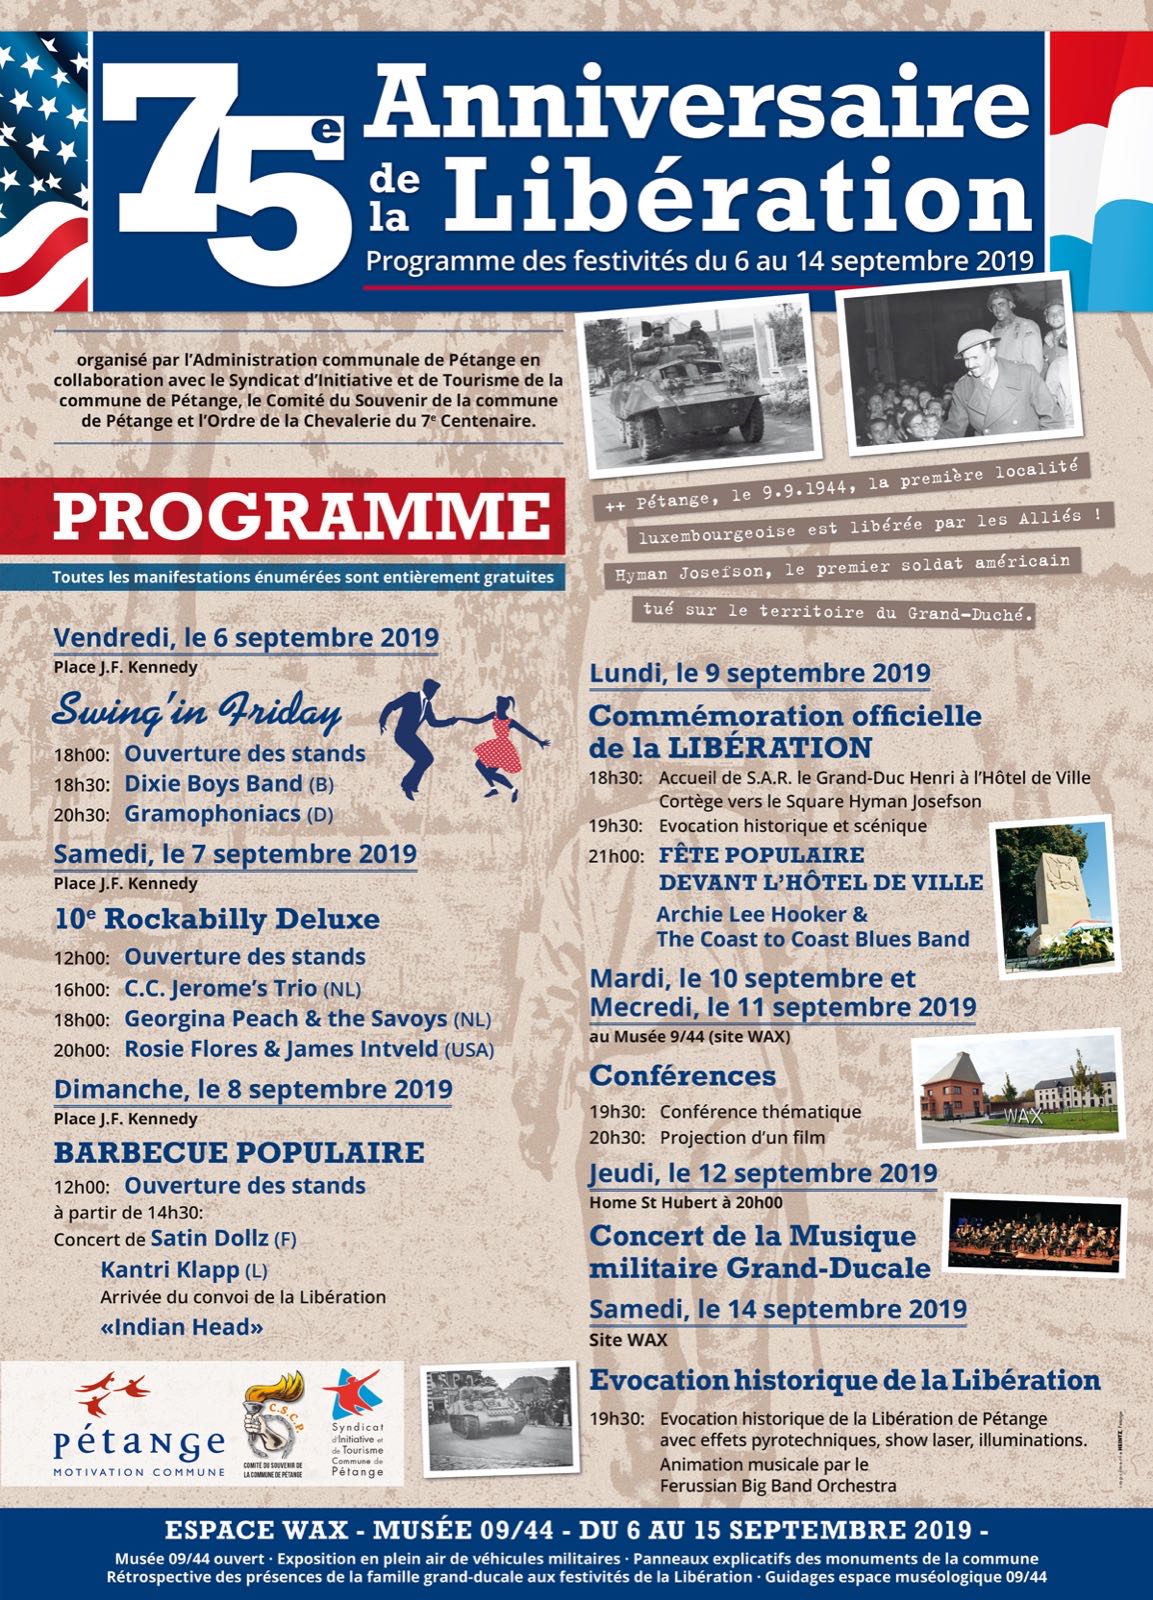 75e Anniversaire
de la Libération
Programme des festivités du 6 au 14 septembre 2019
organisé par l'Administration communale de Pétange en
collaboration avec le Syndicat d'Initiative et de Tourisme de la
commune de Pétange, le Comité du Souvenir de la commune
de Pétange et l'Ordre de la Chevalerie du 7e Centenaire.
++ Pétange, le 9.9.1944, la première localité
luxembourgeoise est libérée par les Alliés !
Hyman Josefson, le premier soldat américain
tué sur le territoire du Grand-Duché.
PROGRAMME
Toutes les manifestations énumérées sont entièrement gratuites
Vendredi, le 6 septembre 2019
Place J.F. Kennedy
Swing'in Friday
18h00: Ouverture des stands
18h30: Dixie Boys Band (B)
20h30: Gramophoniacs (D)
Samedi, le 7 septembre 2019
Place J.F. Kennedy
10e Rockabilly Deluxe
12h00: Ouverture des stands
16h00: C.C. Jerome's Trio (NL)
18h00: Georgina Peach & the Savoys (NL)
20h00: Rosie Flores & James Intveld (USA)
Dimanche, le 8 septembre 2019
Place J.F. Kennedy
BARBECUE POPULAIRE
12h00: Ouverture des stands
à partir de 14h30:
Concert de Satin Dollz (F)
Kantri Klapp (L)
Arrivée du convoi de la Libération
«Indian Head»
Lundi, le 9 septembre 2019
Commémoration officielle
de la LIBÉRATION
18h30: Accueil de S.A.R. le Grand-Duc Henri à l'Hôtel de Ville
Cortège vers le Square Hyman Josefson
19h30: Evocation historique et scénique
21h00: FÊTE POPULAIRE
DEVANT L'HÔTEL DE VILLE
Archie Lee Hooker &
The Coast to Coast Blues Band
Mardi, le 10 septembre et
Mecredi, le 11 septembre 2019
au Musée 9/44 (site WAX)
Conférences
19h30: Conférence thématique
20h30: Projection d'un film
WAX
Jeudi, le 12 septembre 2019
Home St Hubert à 20h00
Concert de la Musique
militaire Grand-Ducale
Samedi, le 14 septembre 2019
Site WAX
Evocation historique de la Libération
19h30: Evocation historique de la Libération de Pétange
avec effets pyrotechniques, show laser, illuminations.
Animation musicale par le
Ferussian Big Band Orchestra
pétaNGe
MOTIVATION COMMUNE
C.S.C.P.
COMITÉ DU SOUVENIR DE
LA COMMUNE DE PÉTANGE
Syndicat
d'Initiative et
de Tourisme
Commune de
Pétange
ESPACE WAX - MUSÉE 09/44 - DU 6 AU 15 SEPTEMBRE 2019 -
Musée 09/44 ouvert · Exposition en plein air de véhicules militaires · Panneaux explicatifs des monuments de la commune
Rétrospective des présences de la famille grand-ducale aux festivités de la Libération · Guidages espace muséologique 09/44